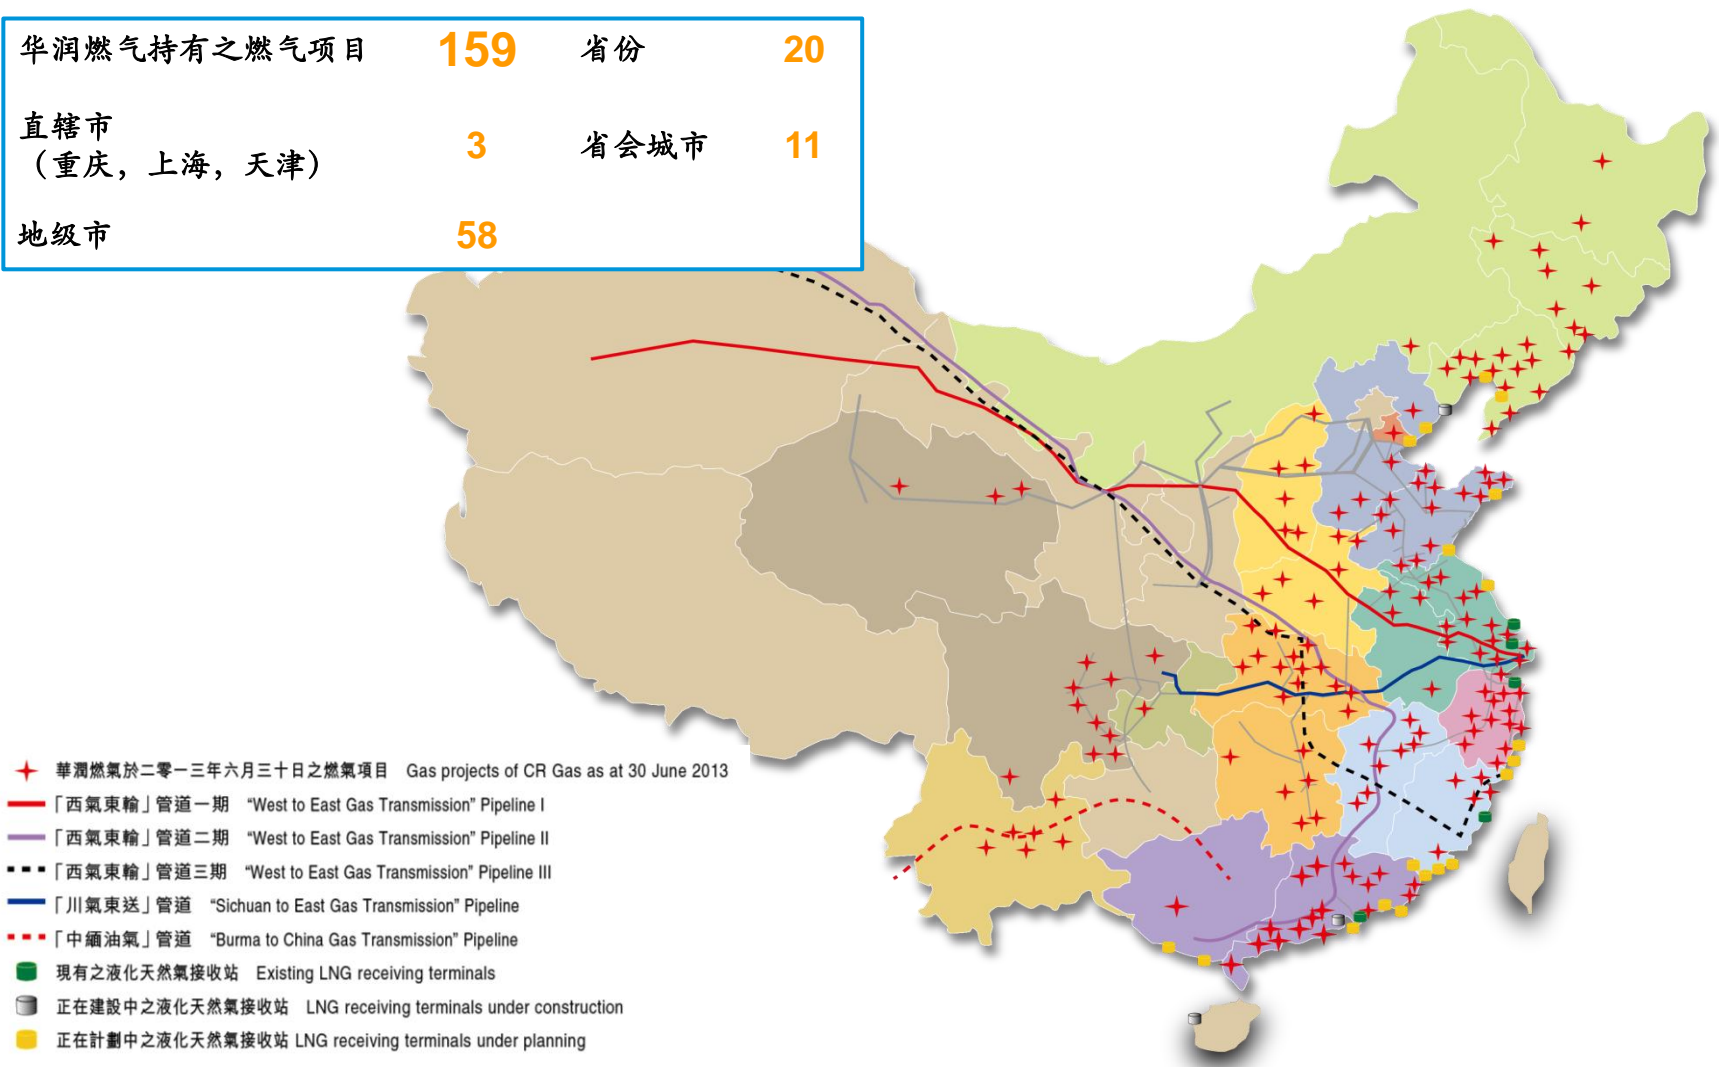 华润燃气持有之燃气项目 159 省份 20
直辖市
（重庆，上海，天津） 3 省会城市 11
地级市 58
華潤燃氣於二零一三年六月三十日之燃氣項目 Gas projects of CR Gas as at 30 June 2013
「西氣東輸」管道一期 “West to East Gas Transmission” Pipeline I
「西氣東輸」管道二期 “West to East Gas Transmission” Pipeline II
「西氣東輸」管道三期 “West to East Gas Transmission” Pipeline III
「川氣東送」管道 “Sichuan to East Gas Transmission” Pipeline
「中緬油氣」管道 “Burma to China Gas Transmission” Pipeline
現有之液化天然氣接收站 Existing LNG receiving terminals
正在建設中之液化天然氣接收站 LNG receiving terminals under construction
正在計劃中之液化天然氣接收站 LNG receiving terminals under planning